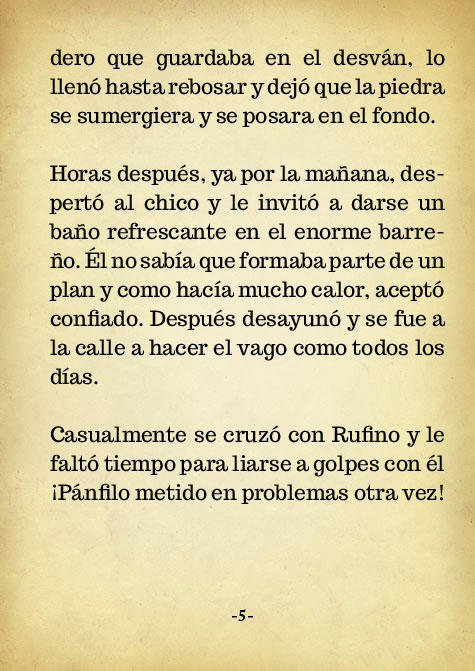 dero que guardaba en el desván, lo
llenó hasta rebosar y dejó que la piedra
se sumergiera y se posara en el fondo.
Horas después, ya por la mañana, des-
pertó al chico y le invitó a darse un
baño refrescante en el enorme barre-
ño. Él no sabía que formaba parte de un
plan y como hacía mucho calor, aceptó
confiado. Después desayunó y se fue a
la calle a hacer el vago como todos los
días.
Casualmente se cruzó con Rufino y le
faltó tiempo para liarse a golpes con él
¡Pánfilo metido en problemas otra vez!
-5-